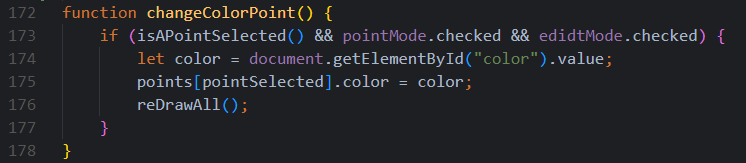 172 function changeColorPoint() {
173     if (isAPointSelected() && pointMode.checked && edidtMode.checked) {
174         let color = document.getElementById("color").value;
175         points[pointSelected].color = color;
176         reDrawAll();
177     }
178 }